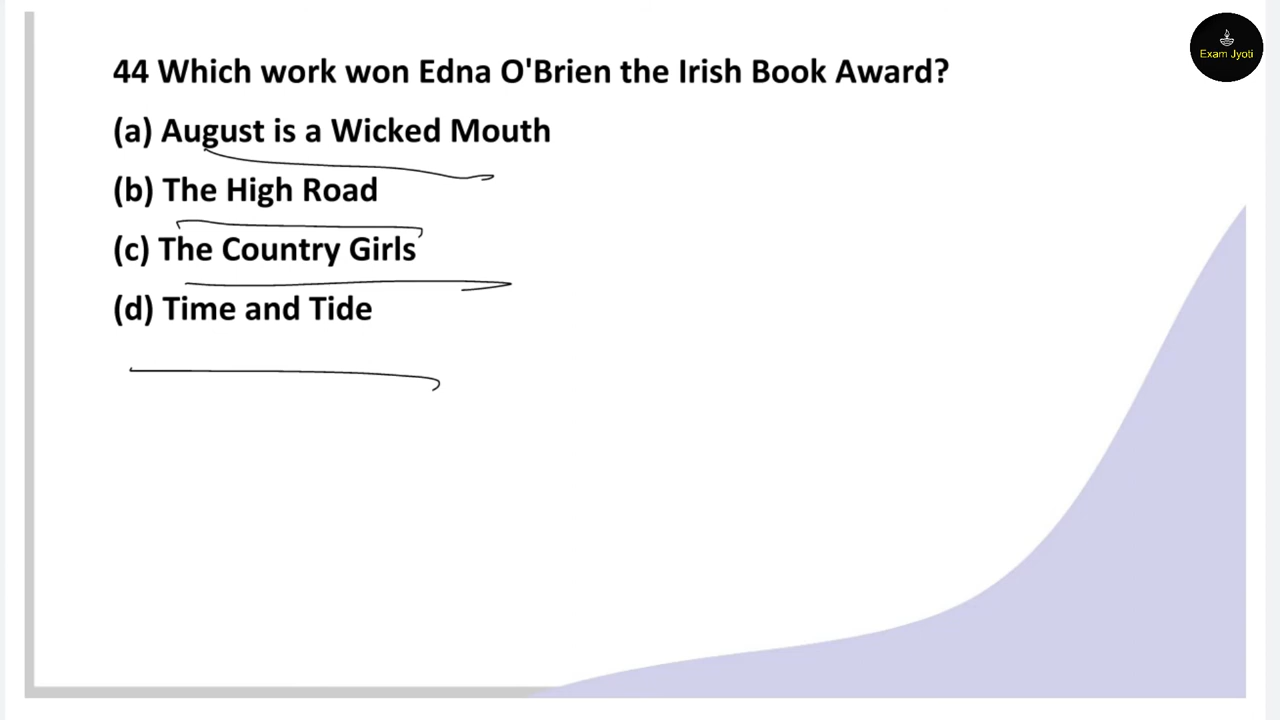 Exam Jyoti
44 Which work won Edna O'Brien the Irish Book Award?
(a) August is a Wicked Mouth
(b) The High Road
(c) The Country Girls
(d) Time and Tide